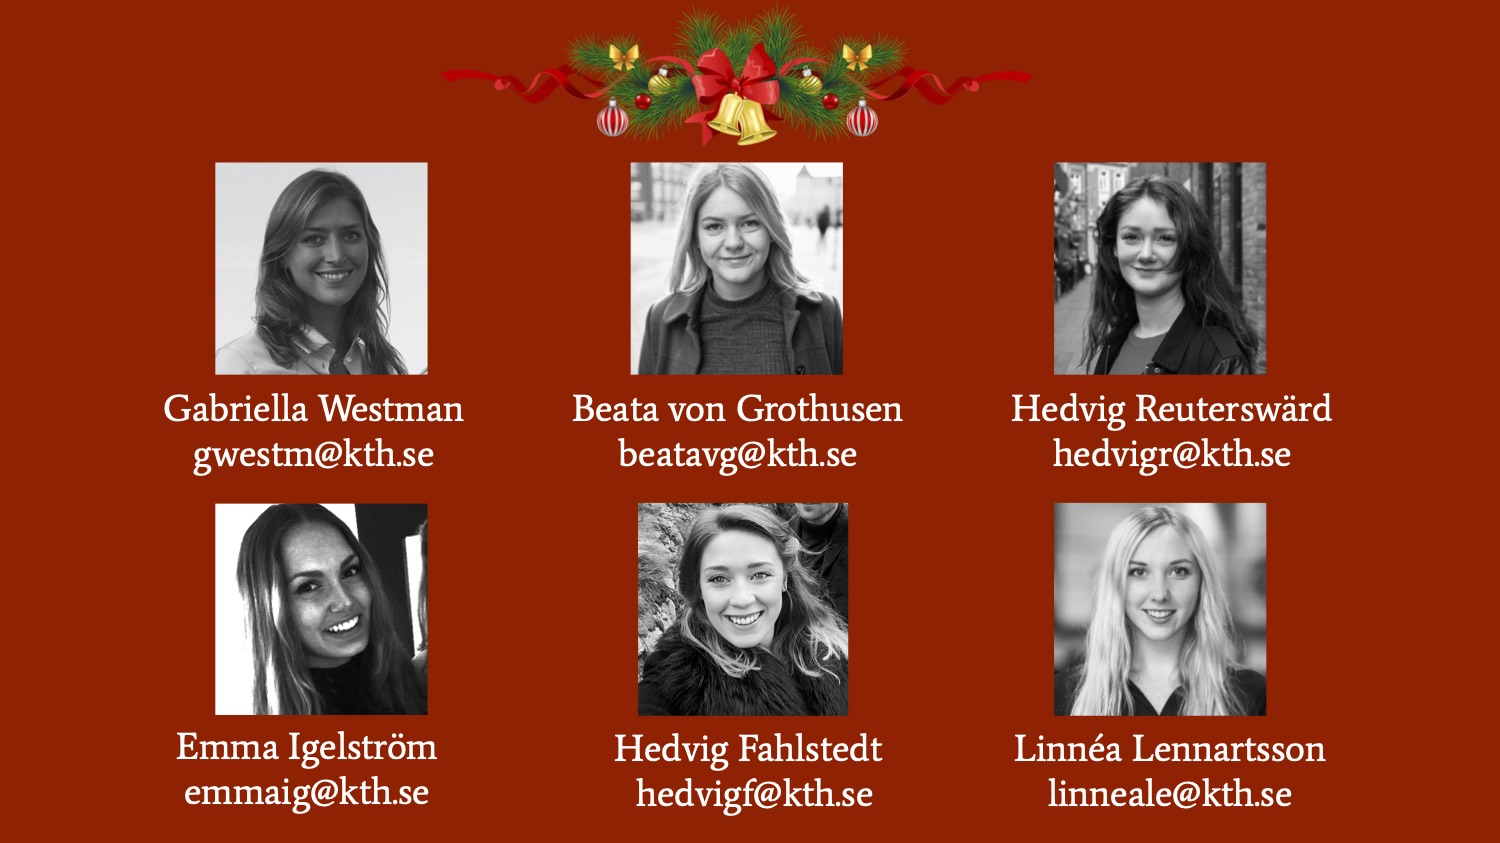 Gabriella Westman
gwestm@kth.se
Beata von Grothusen
beatavg@kth.se
Hedvig Reuterswärd
hedvigr@kth.se
Emma Igelström
emmaig@kth.se
Hedvig Fahlstedt
hedvigf@kth.se
Linnéa Lennartsson
linneale@kth.se